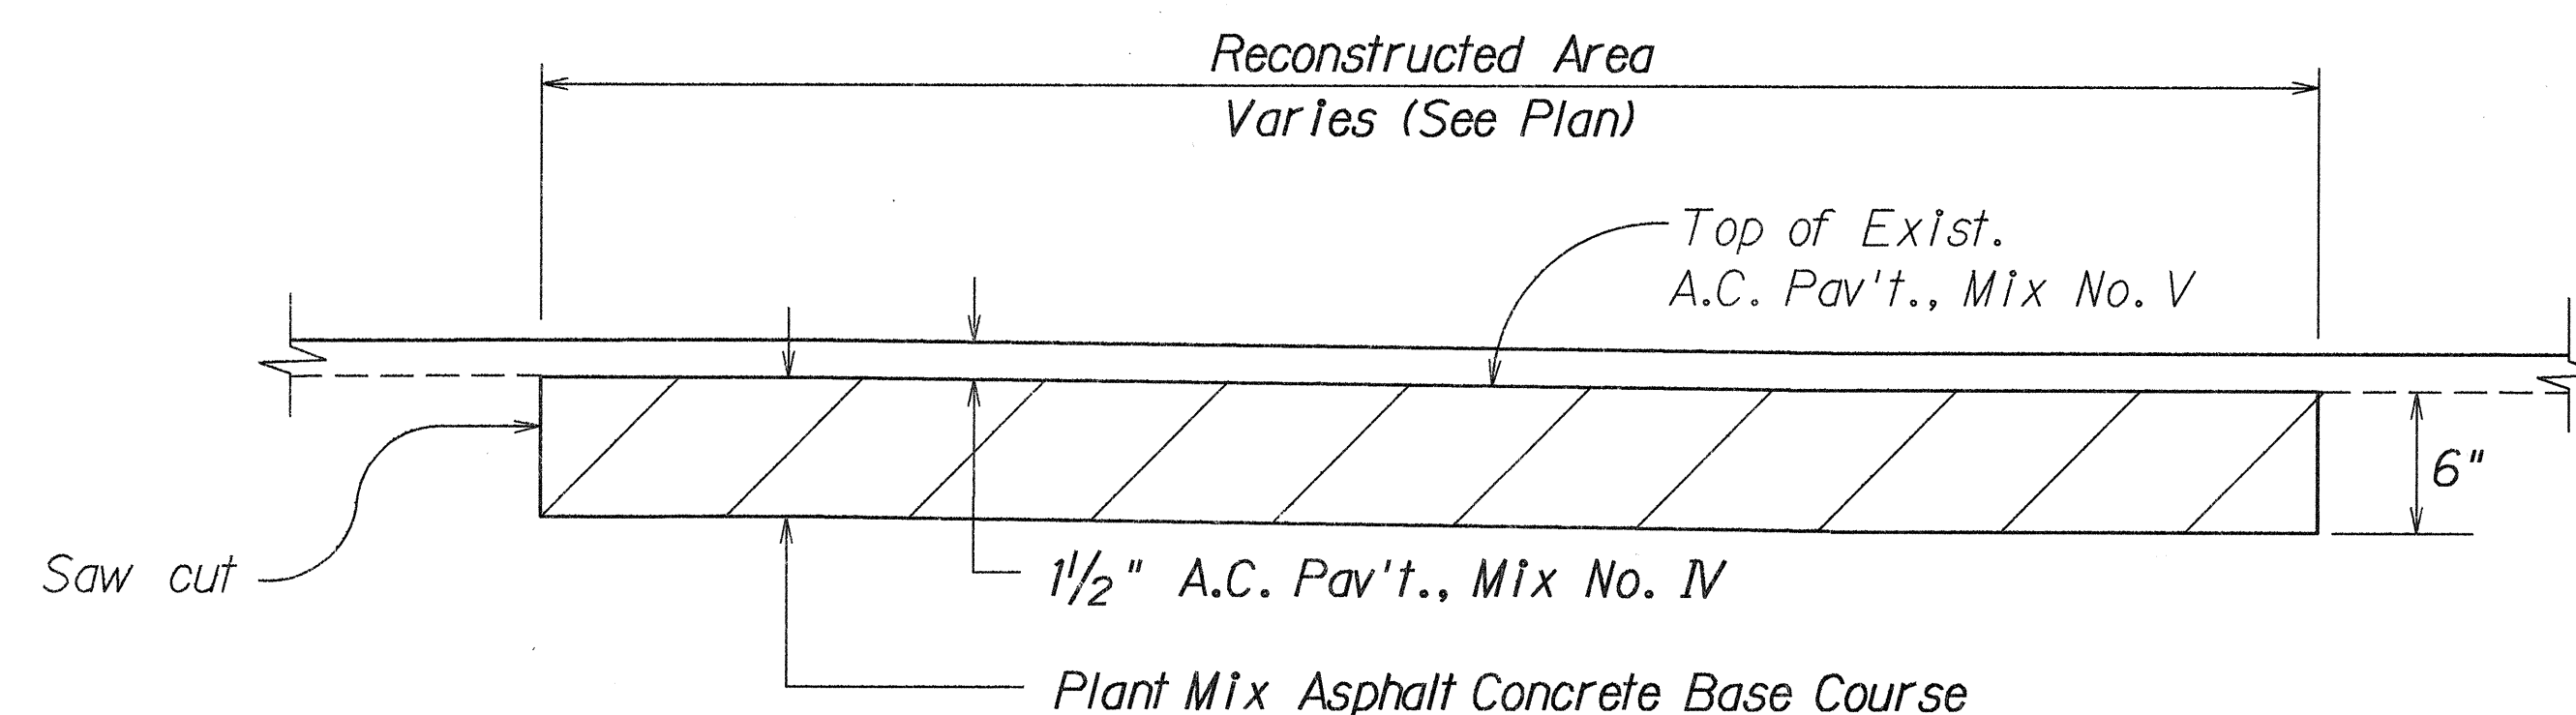 Reconstructed Area
Varies (See Plan)
Top of Exist.
A.C. Pav't., Mix No. V
6"
Saw cut
1½" A.C. Pav't., Mix No. IV
Plant Mix Asphalt Concrete Base Course